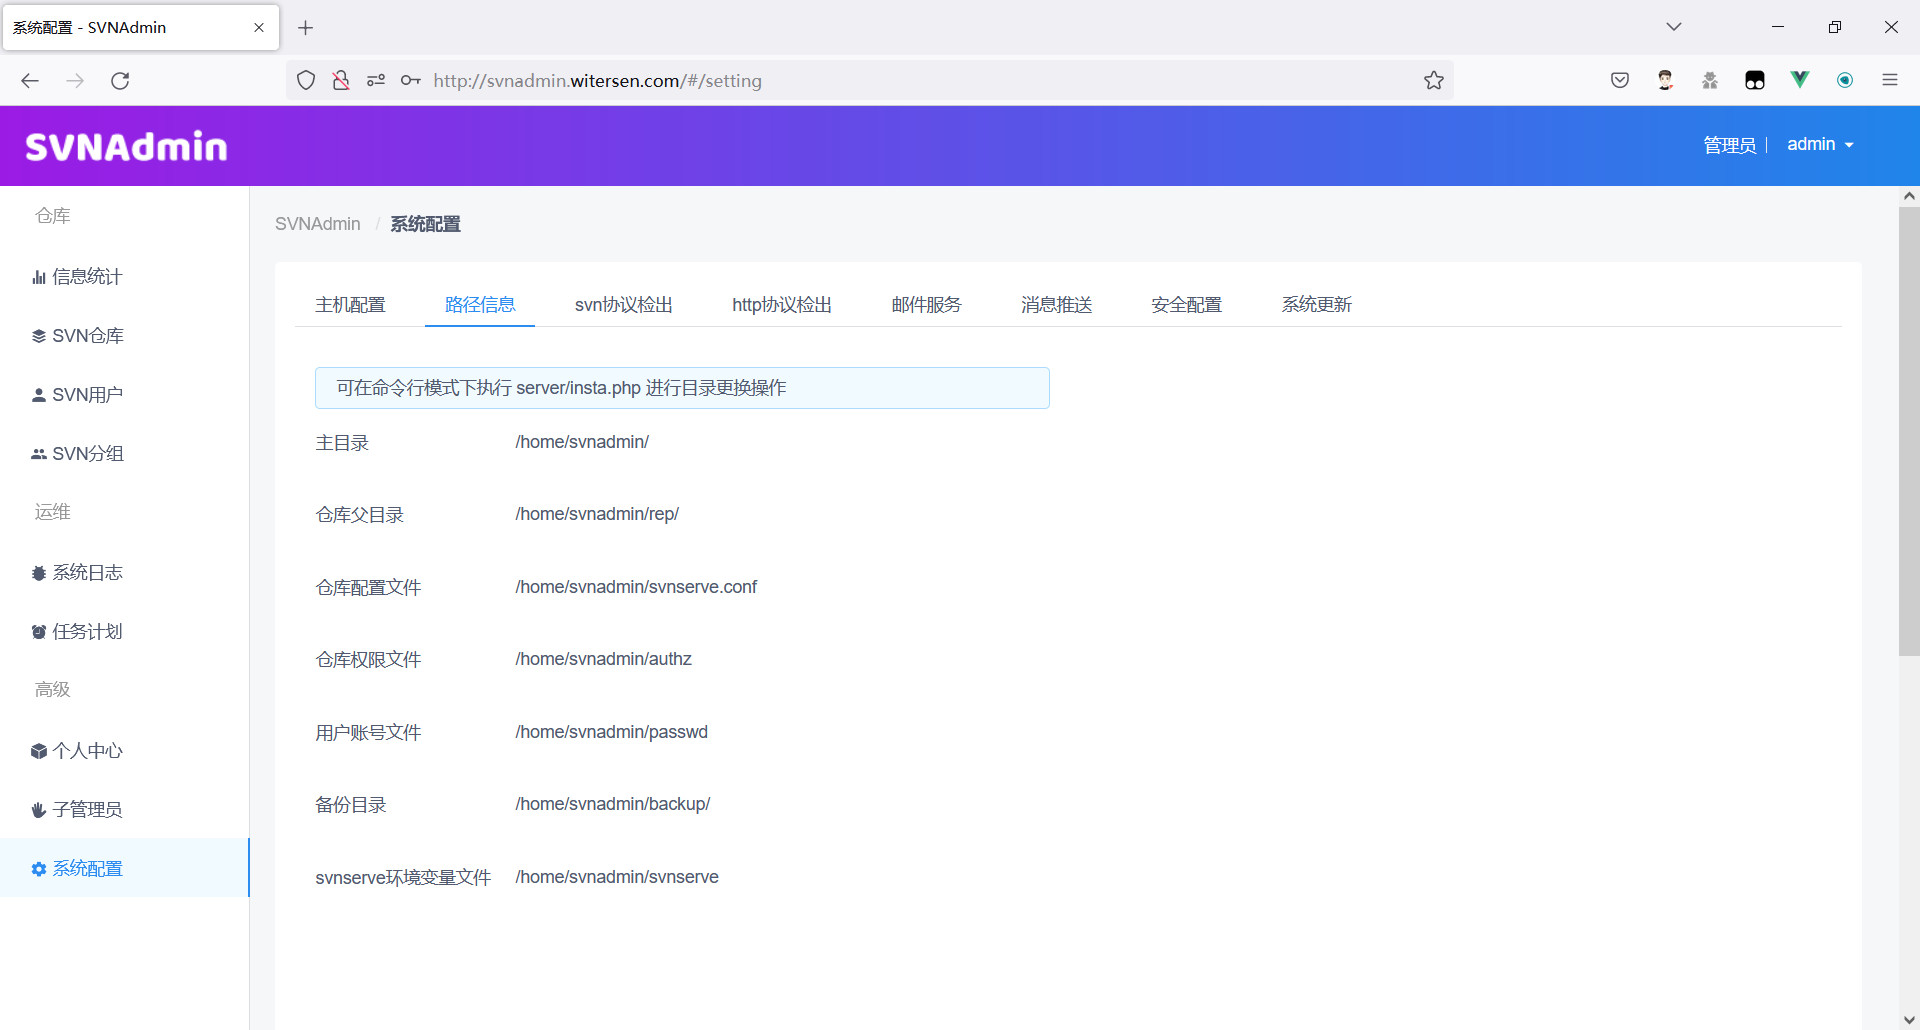 系统配置 - SVNAdmin
http://svnadmin.witersen.com/#/setting
SVNAdmin
管理员 | admin
仓库
信息统计
SVN仓库
SVN用户
SVN分组
运维
系统日志
任务计划
高级
个人中心
子管理员
系统配置
SVNAdmin / 系统配置
主机配置 路径信息 svn协议检出 http协议检出 邮件服务 消息推送 安全配置 系统更新
可在命令行模式下执行 server/insta.php 进行目录更换操作
主目录 /home/svnadmin/
仓库父目录 /home/svnadmin/rep/
仓库配置文件 /home/svnadmin/svnserve.conf
仓库权限文件 /home/svnadmin/authz
用户账号文件 /home/svnadmin/passwd
备份目录 /home/svnadmin/backup/
svnserve环境变量文件 /home/svnadmin/svnserve